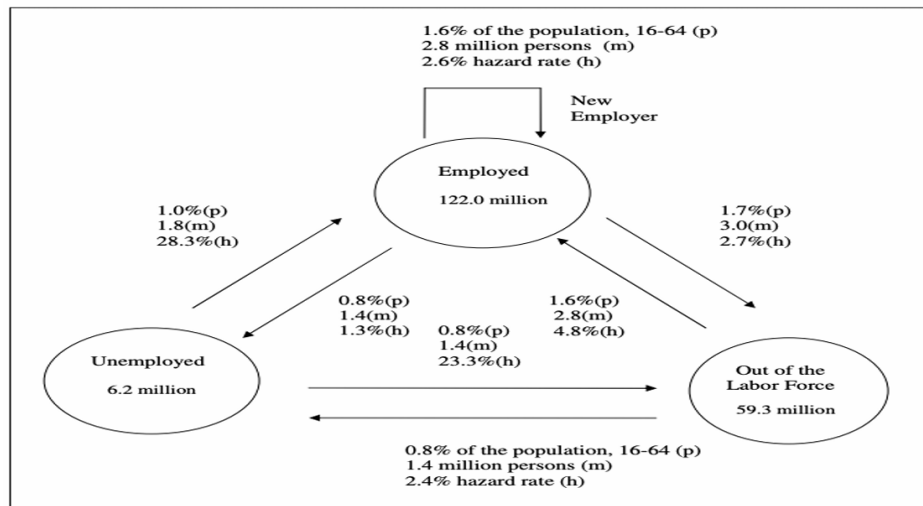 1.6% of the population, 16-64 (p)
2.8 million persons (m)
2.6% hazard rate (h)
New
Employer
Employed
122.0 million
1.0%(p)
1.8(m)
28.3%(h)
1.7%(p)
3.0(m)
2.7%(h)
0.8%(p)
1.4(m)
1.3%(h)
0.8%(p)
1.4(m)
23.3%(h)
1.6%(p)
2.8(m)
4.8%(h)
Unemployed
6.2 million
Out of the
Labor Force
59.3 million
0.8% of the population, 16-64 (p)
1.4 million persons (m)
2.4% hazard rate (h)